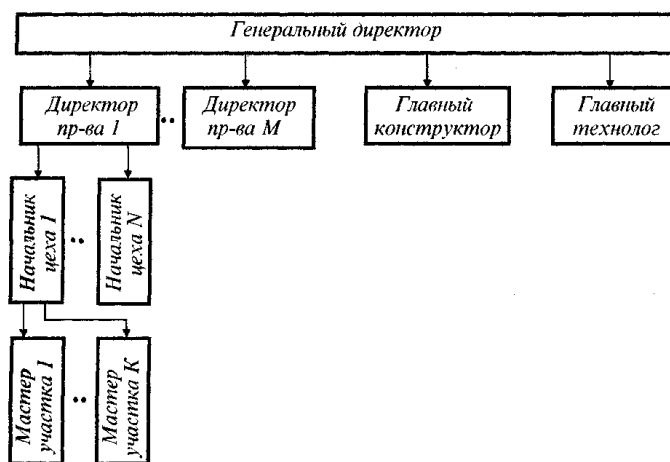 Генеральный директор
Директор
пр-ва 1
Директор
пр-ва М
Главный
конструктор
Главный
технолог
Начальник
цеха 1
Начальник
цеха N
Мастер
участка 1
Мастер
участка К